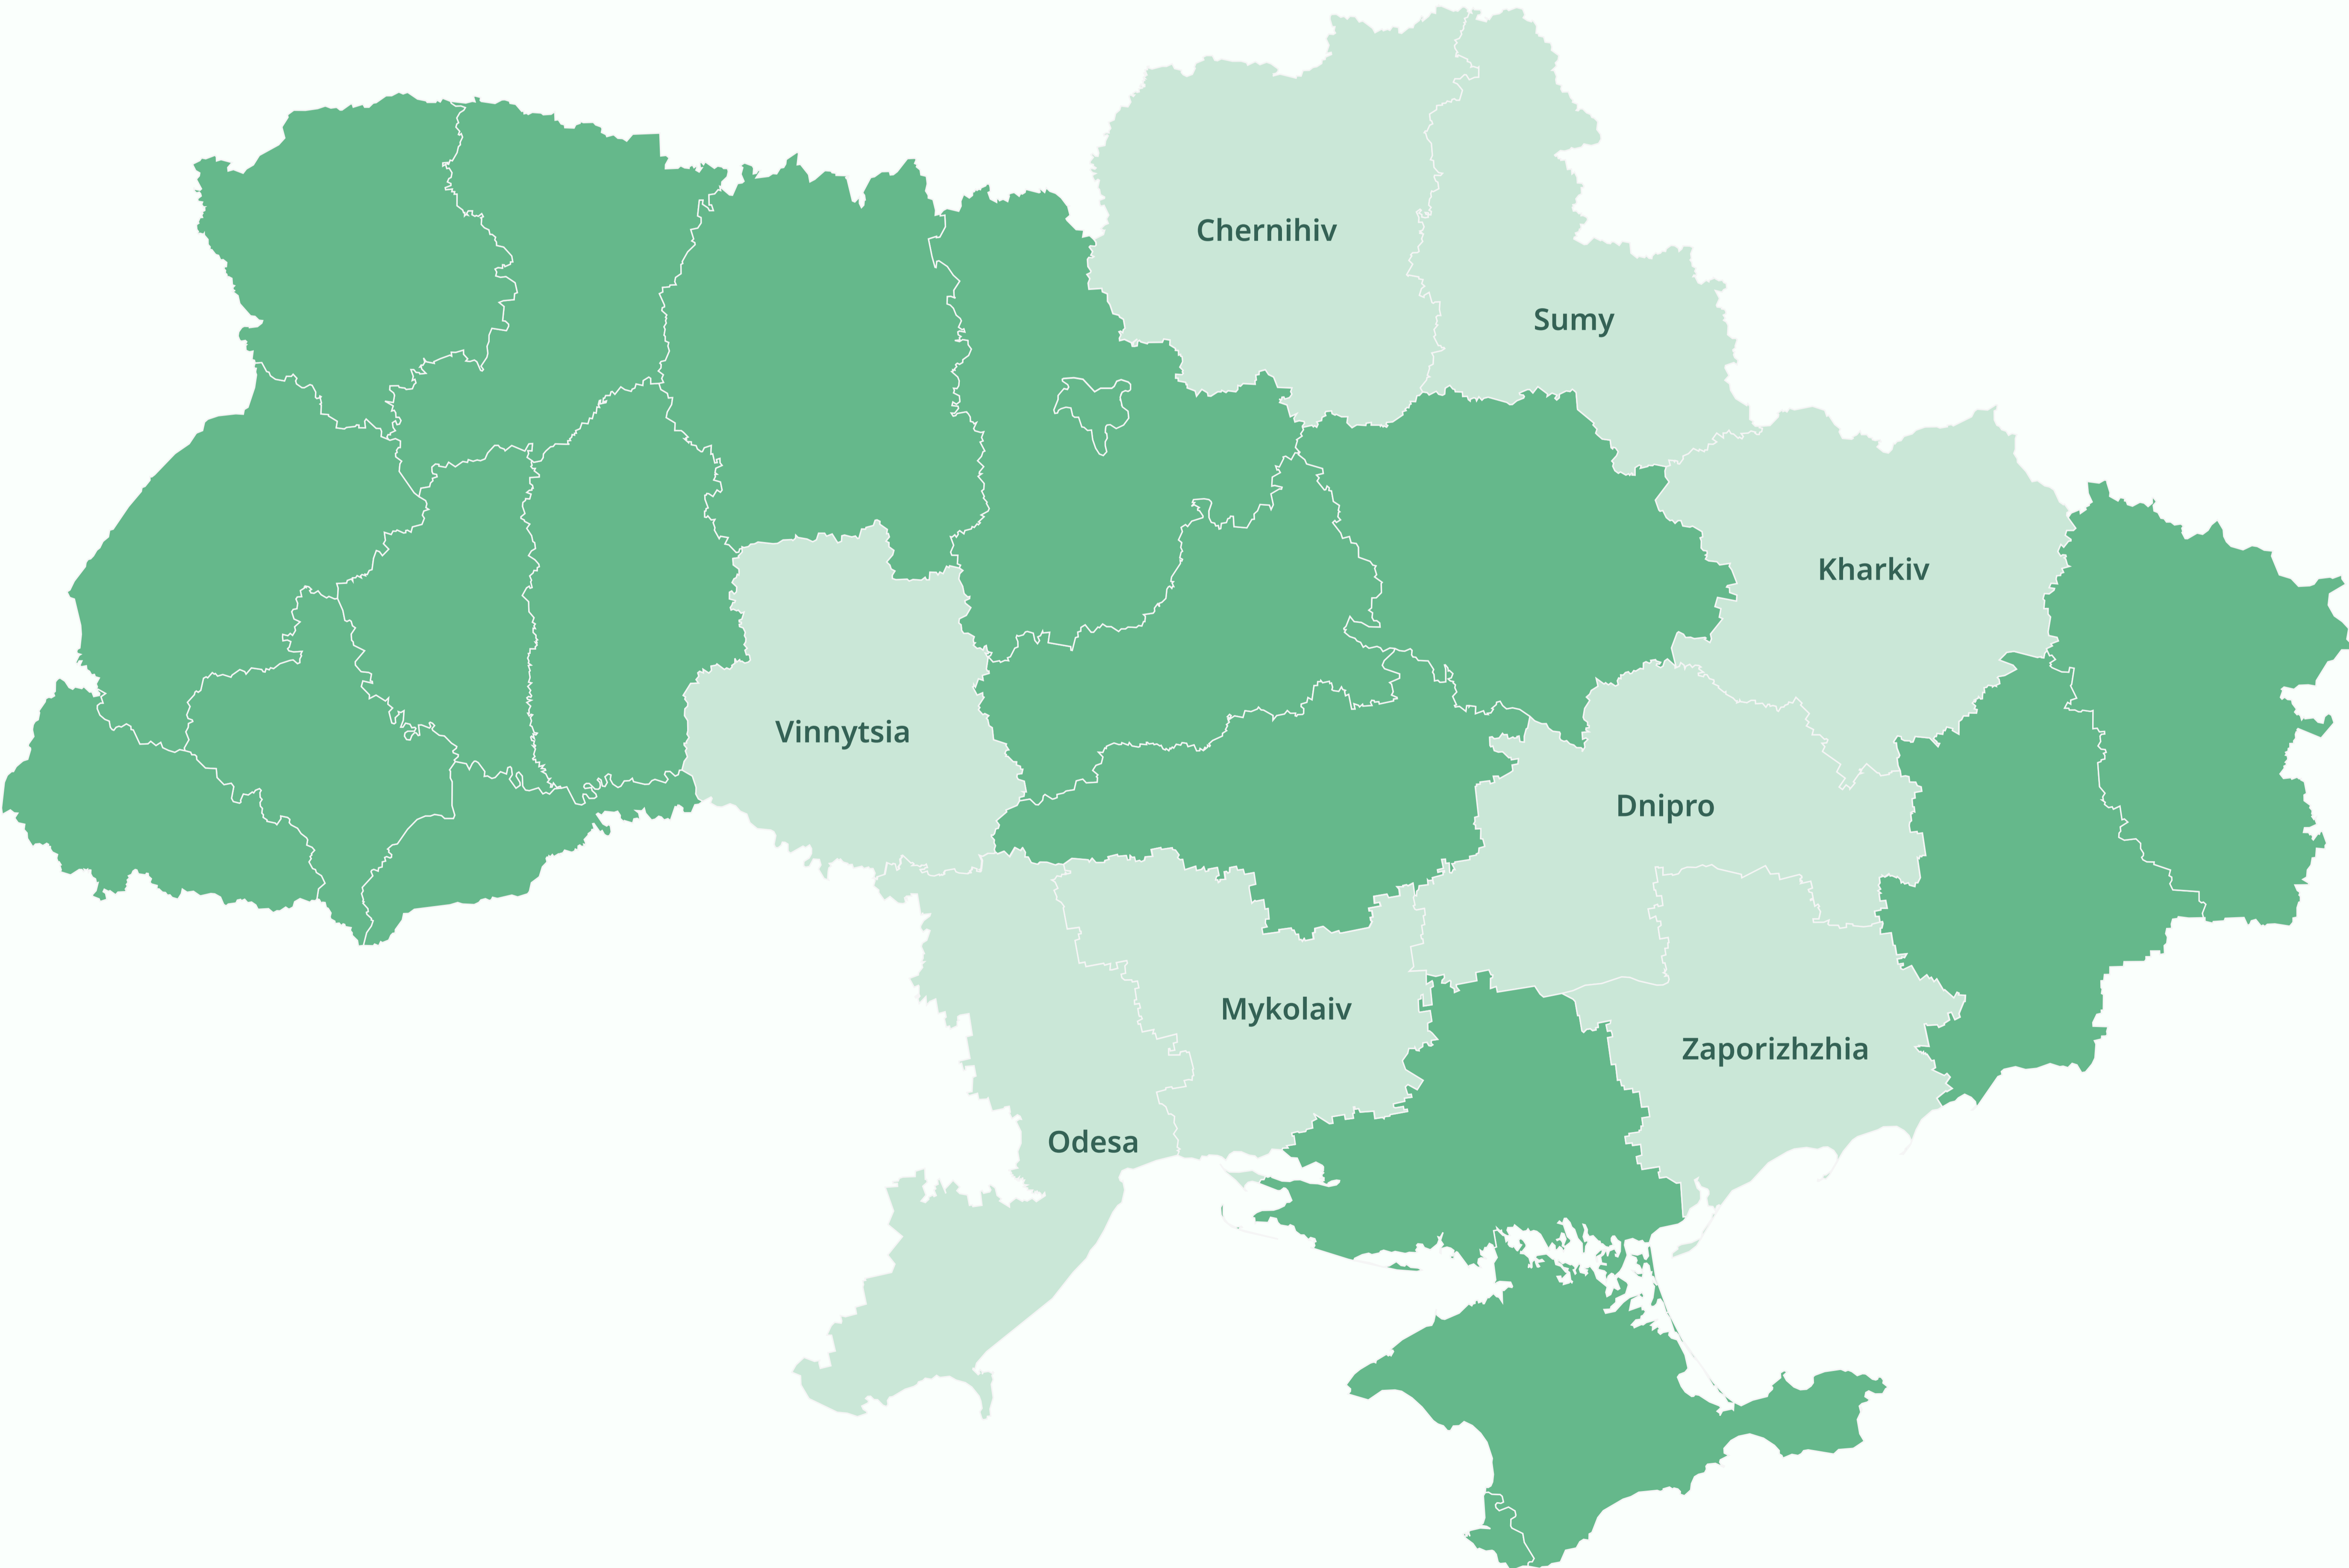 Chernihiv
Sumy
Kharkiv
Vinnytsia
Dnipro
Mykolaiv
Zaporizhzhia
Odesa